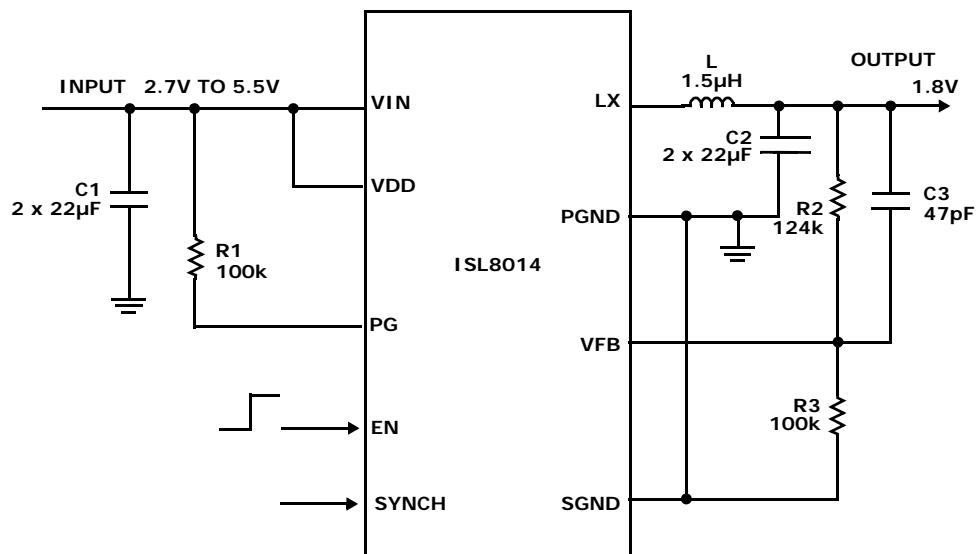 INPUT 2.7V TO 5.5V
VIN
VDD
C1
2 x 22µF
R1
100k
PG
EN
SYNCH
ISL8014
LX
L
1.5µH
OUTPUT
1.8V
C2
2 x 22µF
PGND
R2
124k
C3
47pF
VFB
R3
100k
SGND